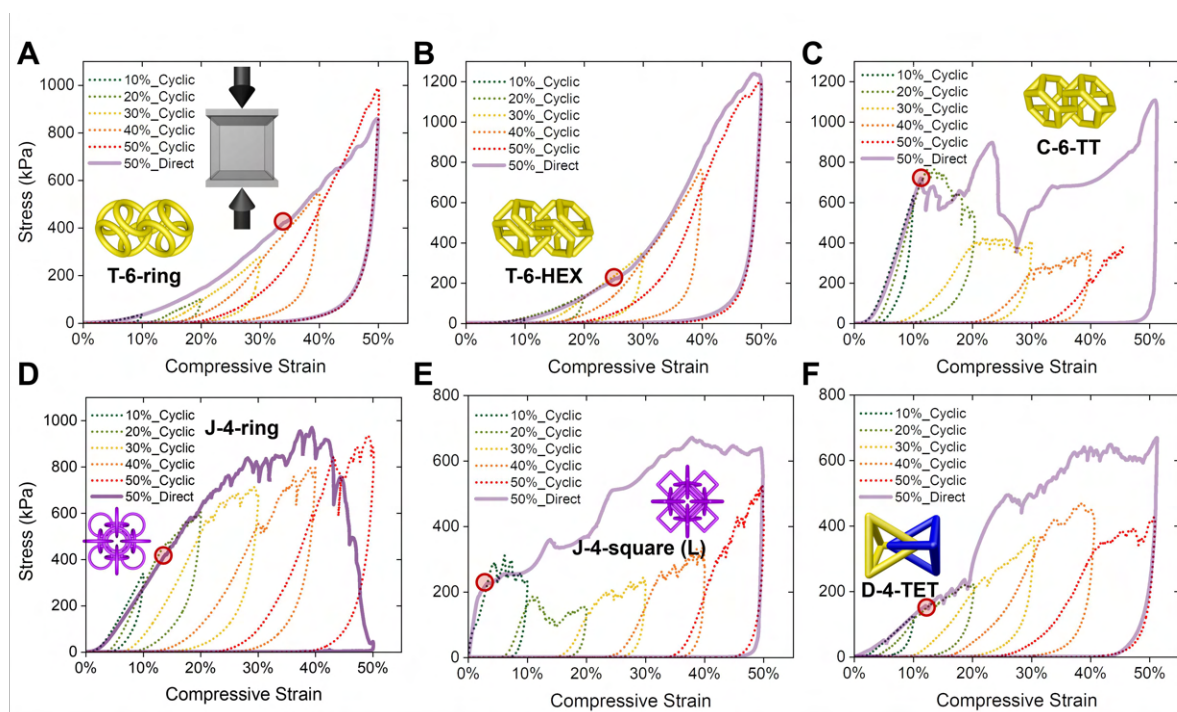 A
Stress (kPa)
1000
800
600
400
200
0
10%_Cyclic
20%_Cyclic
30%_Cyclic
40%_Cyclic
50%_Cyclic
50%_Direct
T-6-ring
0% 10% 20% 30% 40% 50%
Compressive Strain
B
1200
1000
800
600
400
200
0
10%_Cyclic
20%_Cyclic
30%_Cyclic
40%_Cyclic
50%_Cyclic
50%_Direct
T-6-HEX
0% 10% 20% 30% 40% 50%
Compressive Strain
C
1200
1000
800
600
400
200
0
10%_Cyclic
20%_Cyclic
30%_Cyclic
40%_Cyclic
50%_Cyclic
50%_Direct
C-6-TT
0% 10% 20% 30% 40% 50%
Compressive Strain
D
Stress (kPa)
1000
800
600
400
200
0
10%_Cyclic
20%_Cyclic
30%_Cyclic
40%_Cyclic
50%_Cyclic
50%_Direct
J-4-ring
0% 10% 20% 30% 40% 50%
Compressive Strain
E
800
600
400
200
0
10%_Cyclic
20%_Cyclic
30%_Cyclic
40%_Cyclic
50%_Cyclic
50%_Direct
J-4-square (L)
0% 10% 20% 30% 40% 50%
Compressive Strain
F
800
600
400
200
0
10%_Cyclic
20%_Cyclic
30%_Cyclic
40%_Cyclic
50%_Cyclic
50%_Direct
D-4-TET
0% 10% 20% 30% 40% 50%
Compressive Strain